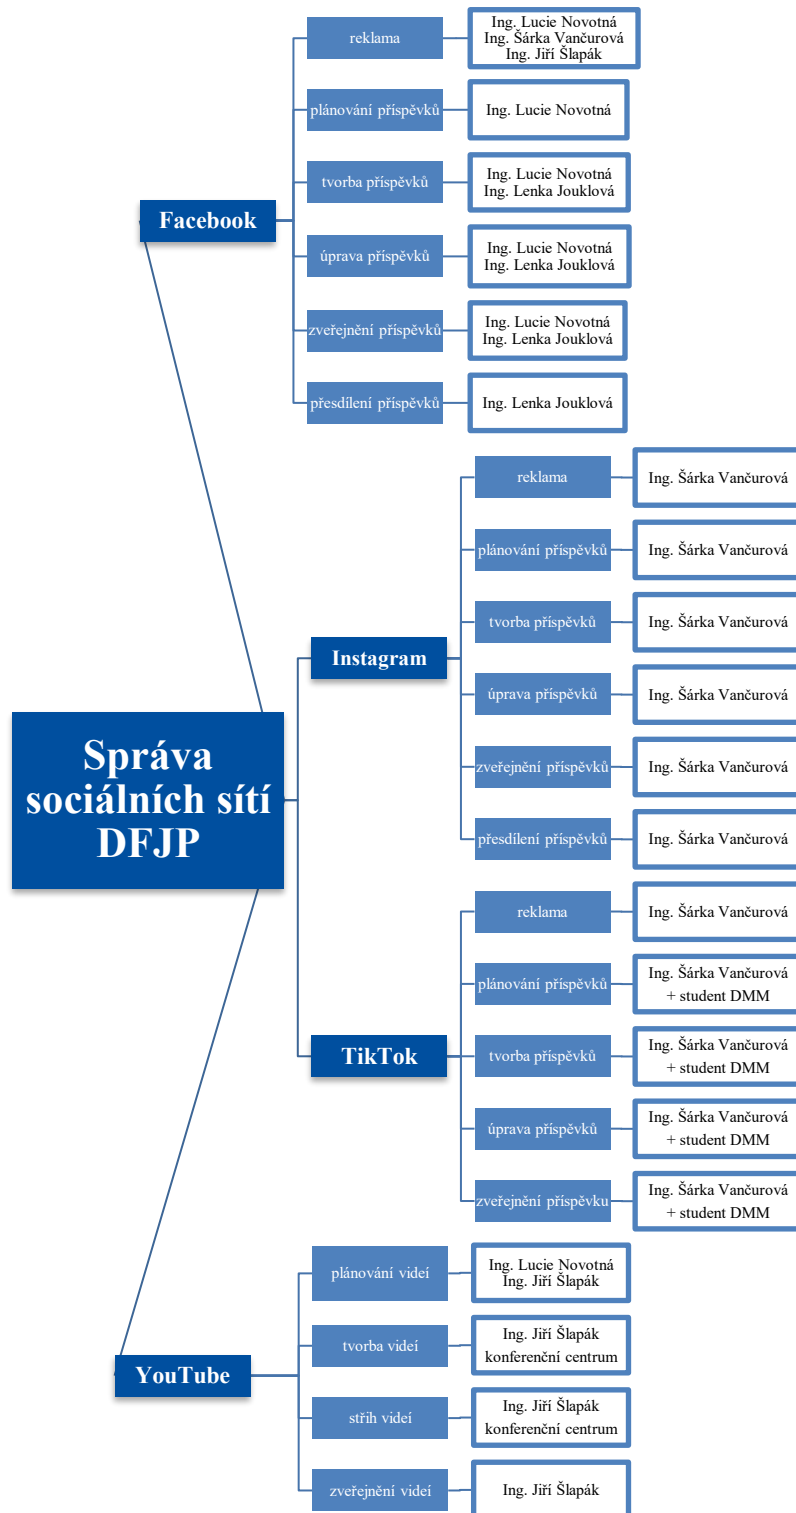 Správa
sociálních sítí
DFJP
Facebook
reklama
Ing. Lucie Novotná
Ing. Šárka Vančurová
Ing. Jiří Šlapák
plánování příspěvků
Ing. Lucie Novotná
tvorba příspěvků
Ing. Lucie Novotná
Ing. Lenka Jouklová
úprava příspěvků
Ing. Lucie Novotná
Ing. Lenka Jouklová
zveřejnění příspěvků
Ing. Lucie Novotná
Ing. Lenka Jouklová
přesdílení příspěvků
Ing. Lenka Jouklová
Instagram
reklama
Ing. Šárka Vančurová
plánování příspěvků
Ing. Šárka Vančurová
tvorba příspěvků
Ing. Šárka Vančurová
úprava příspěvků
Ing. Šárka Vančurová
zveřejnění příspěvků
Ing. Šárka Vančurová
přesdílení příspěvků
Ing. Šárka Vančurová
TikTok
reklama
Ing. Šárka Vančurová
plánování příspěvků
Ing. Šárka Vančurová
+ student DMM
tvorba příspěvků
Ing. Šárka Vančurová
+ student DMM
úprava příspěvků
Ing. Šárka Vančurová
+ student DMM
zveřejnění příspěvku
Ing. Šárka Vančurová
+ student DMM
YouTube
plánování videí
Ing. Lucie Novotná
Ing. Jiří Šlapák
tvorba videí
Ing. Jiří Šlapák
konferenční centrum
střih videí
Ing. Jiří Šlapák
konferenční centrum
zveřejnění videí
Ing. Jiří Šlapák